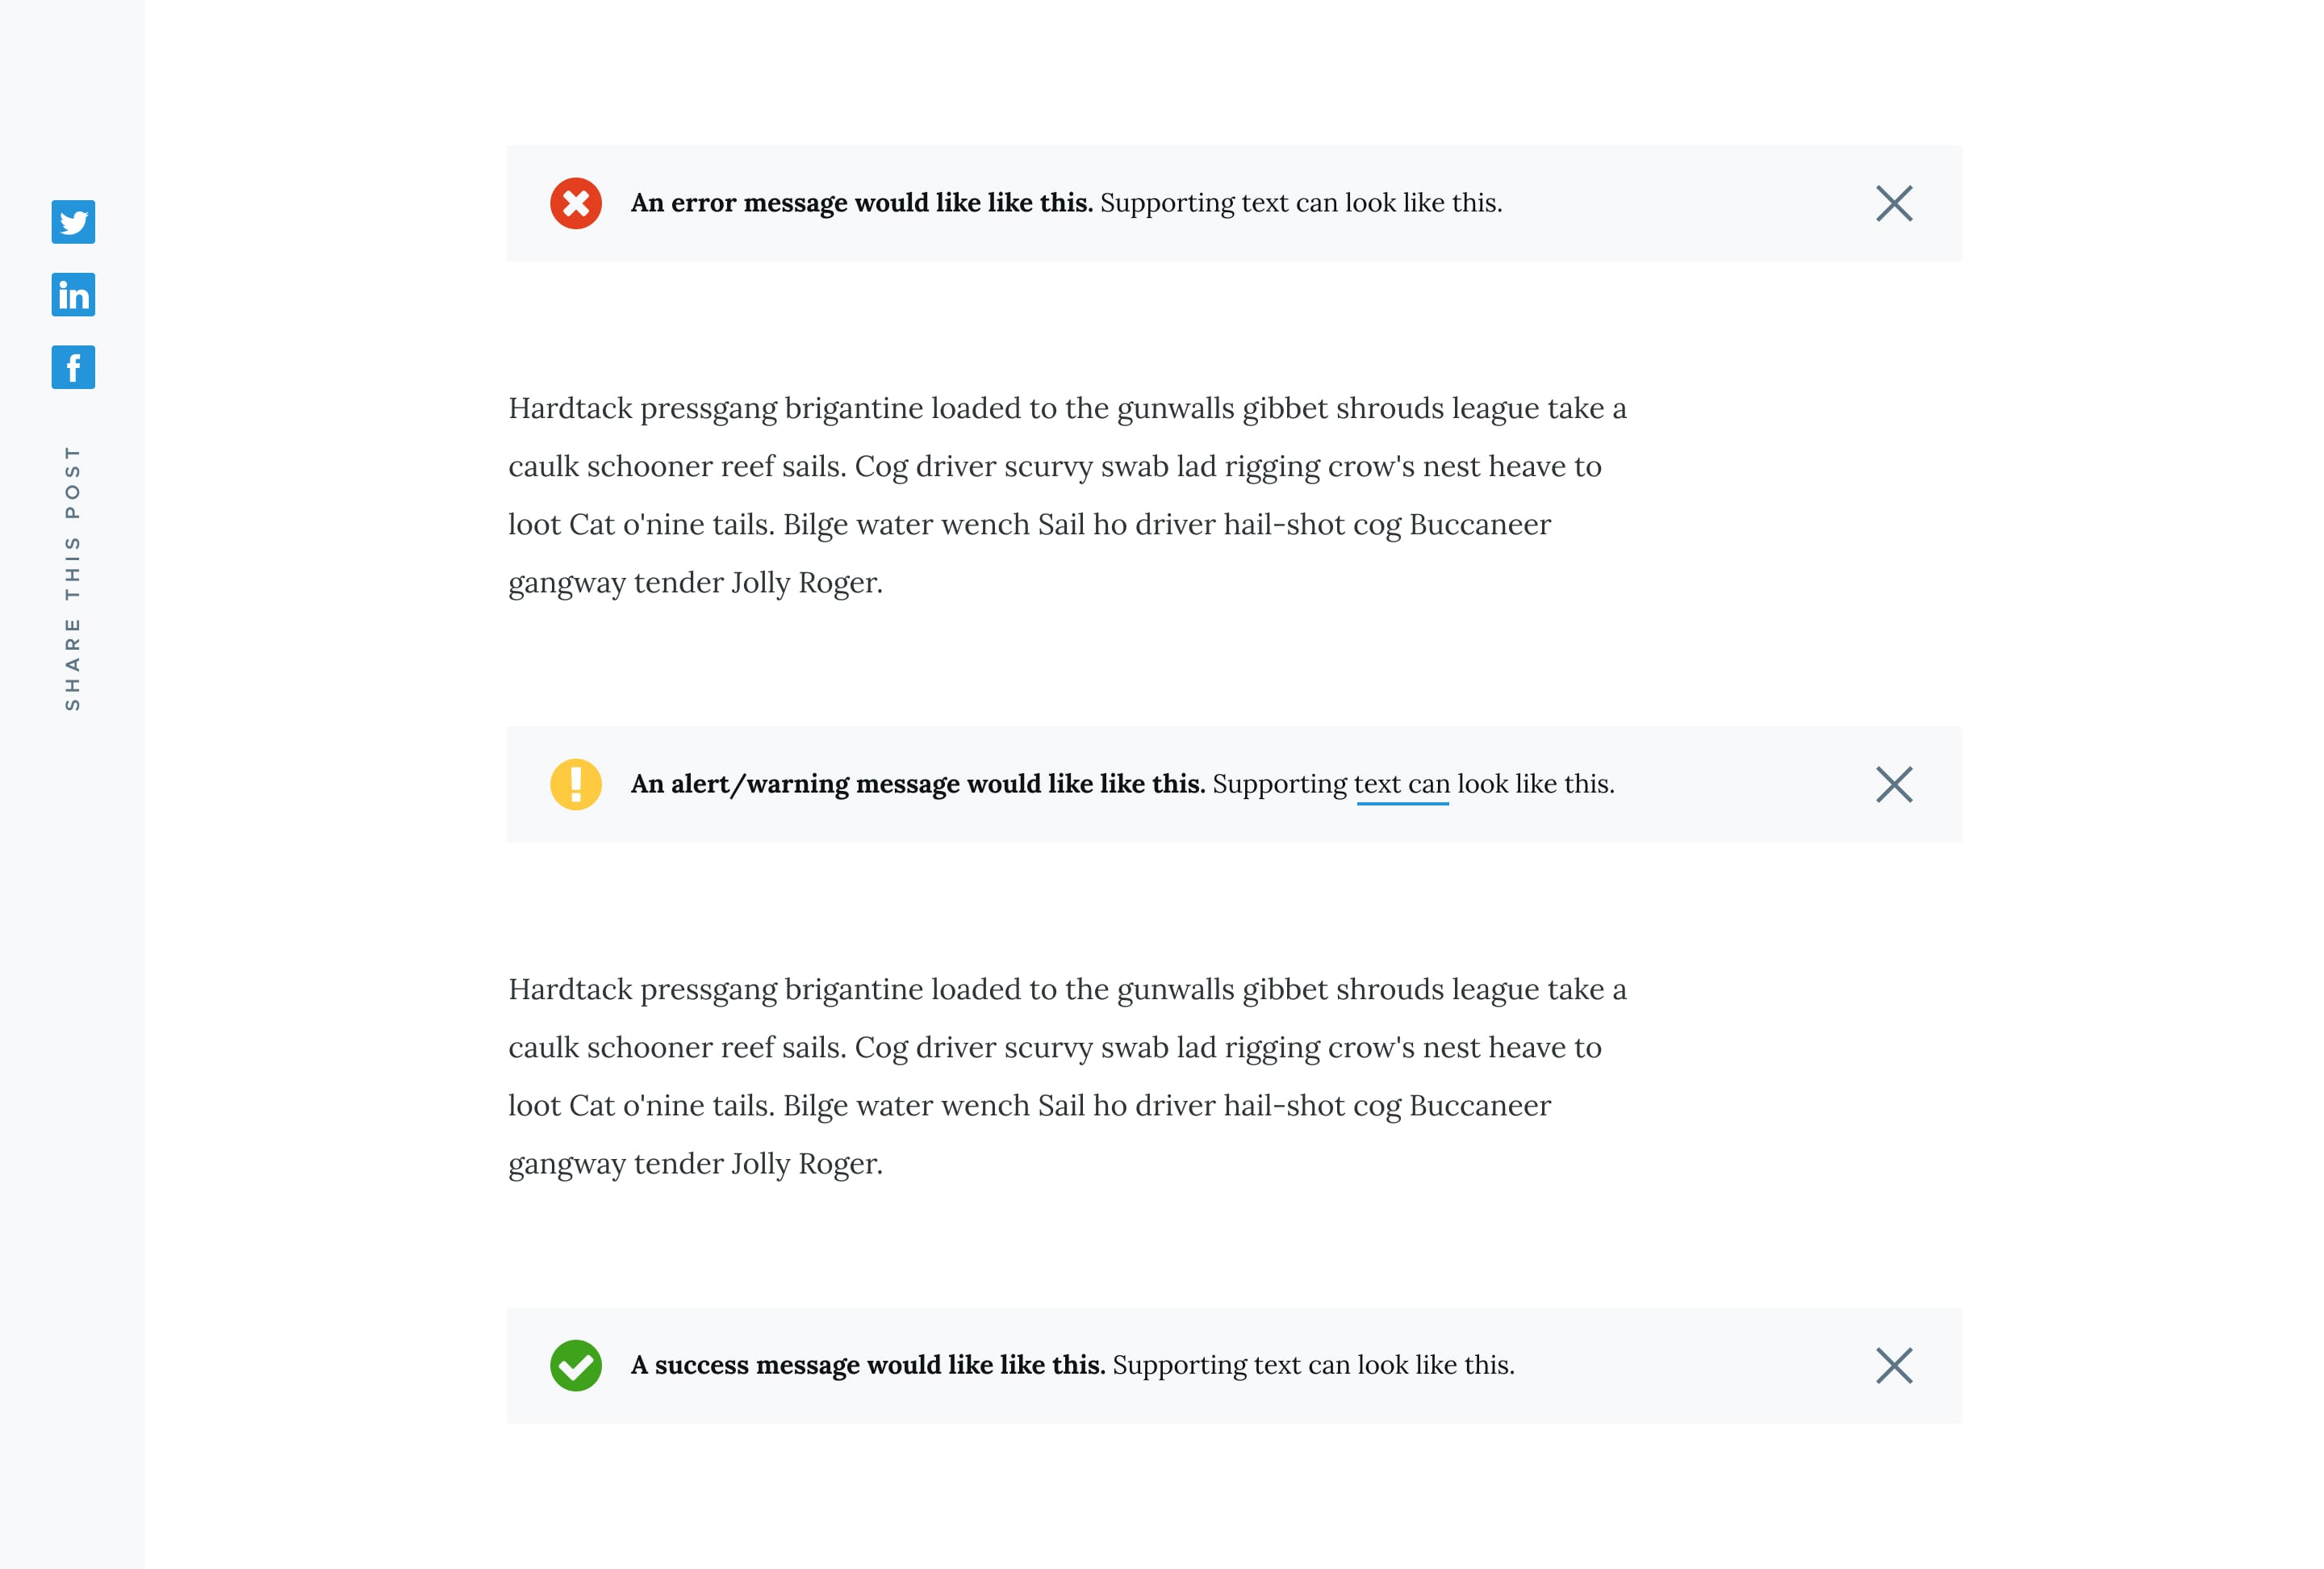 SHARE THIS POST
An error message would like like this. Supporting text can look like this.
Hardtack pressgang brigantine loaded to the gunwalls gibbet shrouds league take a
caulk schooner reef sails. Cog driver scurvy swab lad rigging crow's nest heave to
loot Cat o'nine tails. Bilge water wench Sail ho driver hail-shot cog Buccaneer
gangway tender Jolly Roger.
An alert/warning message would like like this. Supporting text can look like this.
Hardtack pressgang brigantine loaded to the gunwalls gibbet shrouds league take a
caulk schooner reef sails. Cog driver scurvy swab lad rigging crow's nest heave to
loot Cat o'nine tails. Bilge water wench Sail ho driver hail-shot cog Buccaneer
gangway tender Jolly Roger.
A success message would like like this. Supporting text can look like this.